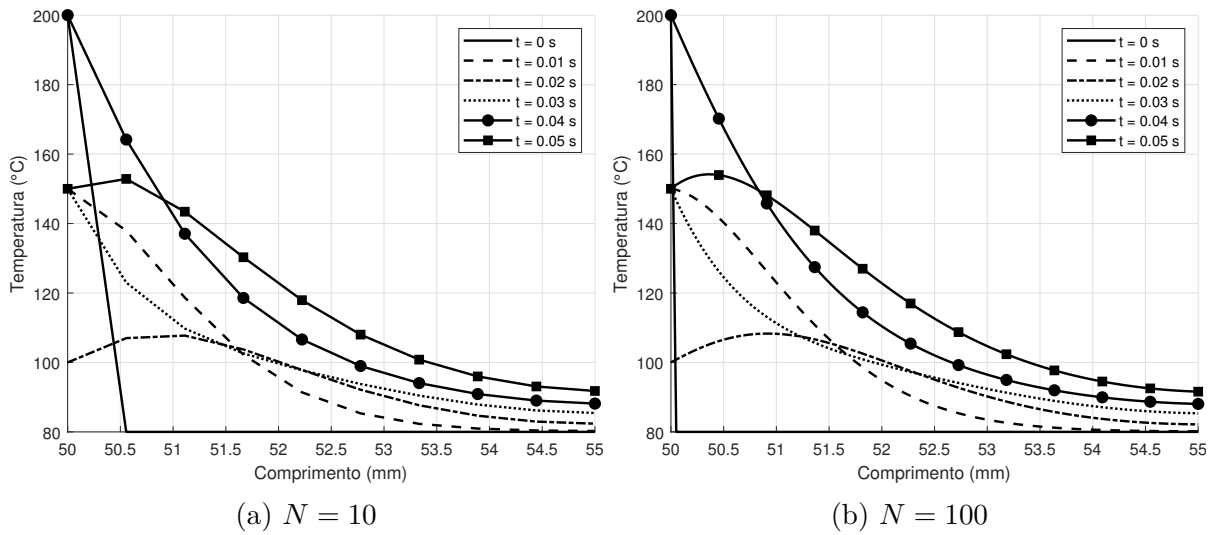 200
180
160
140
120
100
80
Temperatura (°C)
t = 0 s
t = 0.01 s
t = 0.02 s
t = 0.03 s
t = 0.04 s
t = 0.05 s
50 50.5 51 51.5 52 52.5 53 53.5 54 54.5 55
Comprimento (mm)
(a) N = 10
200
180
160
140
120
100
80
Temperatura (°C)
t = 0 s
t = 0.01 s
t = 0.02 s
t = 0.03 s
t = 0.04 s
t = 0.05 s
50 50.5 51 51.5 52 52.5 53 53.5 54 54.5 55
Comprimento (mm)
(b) N = 100